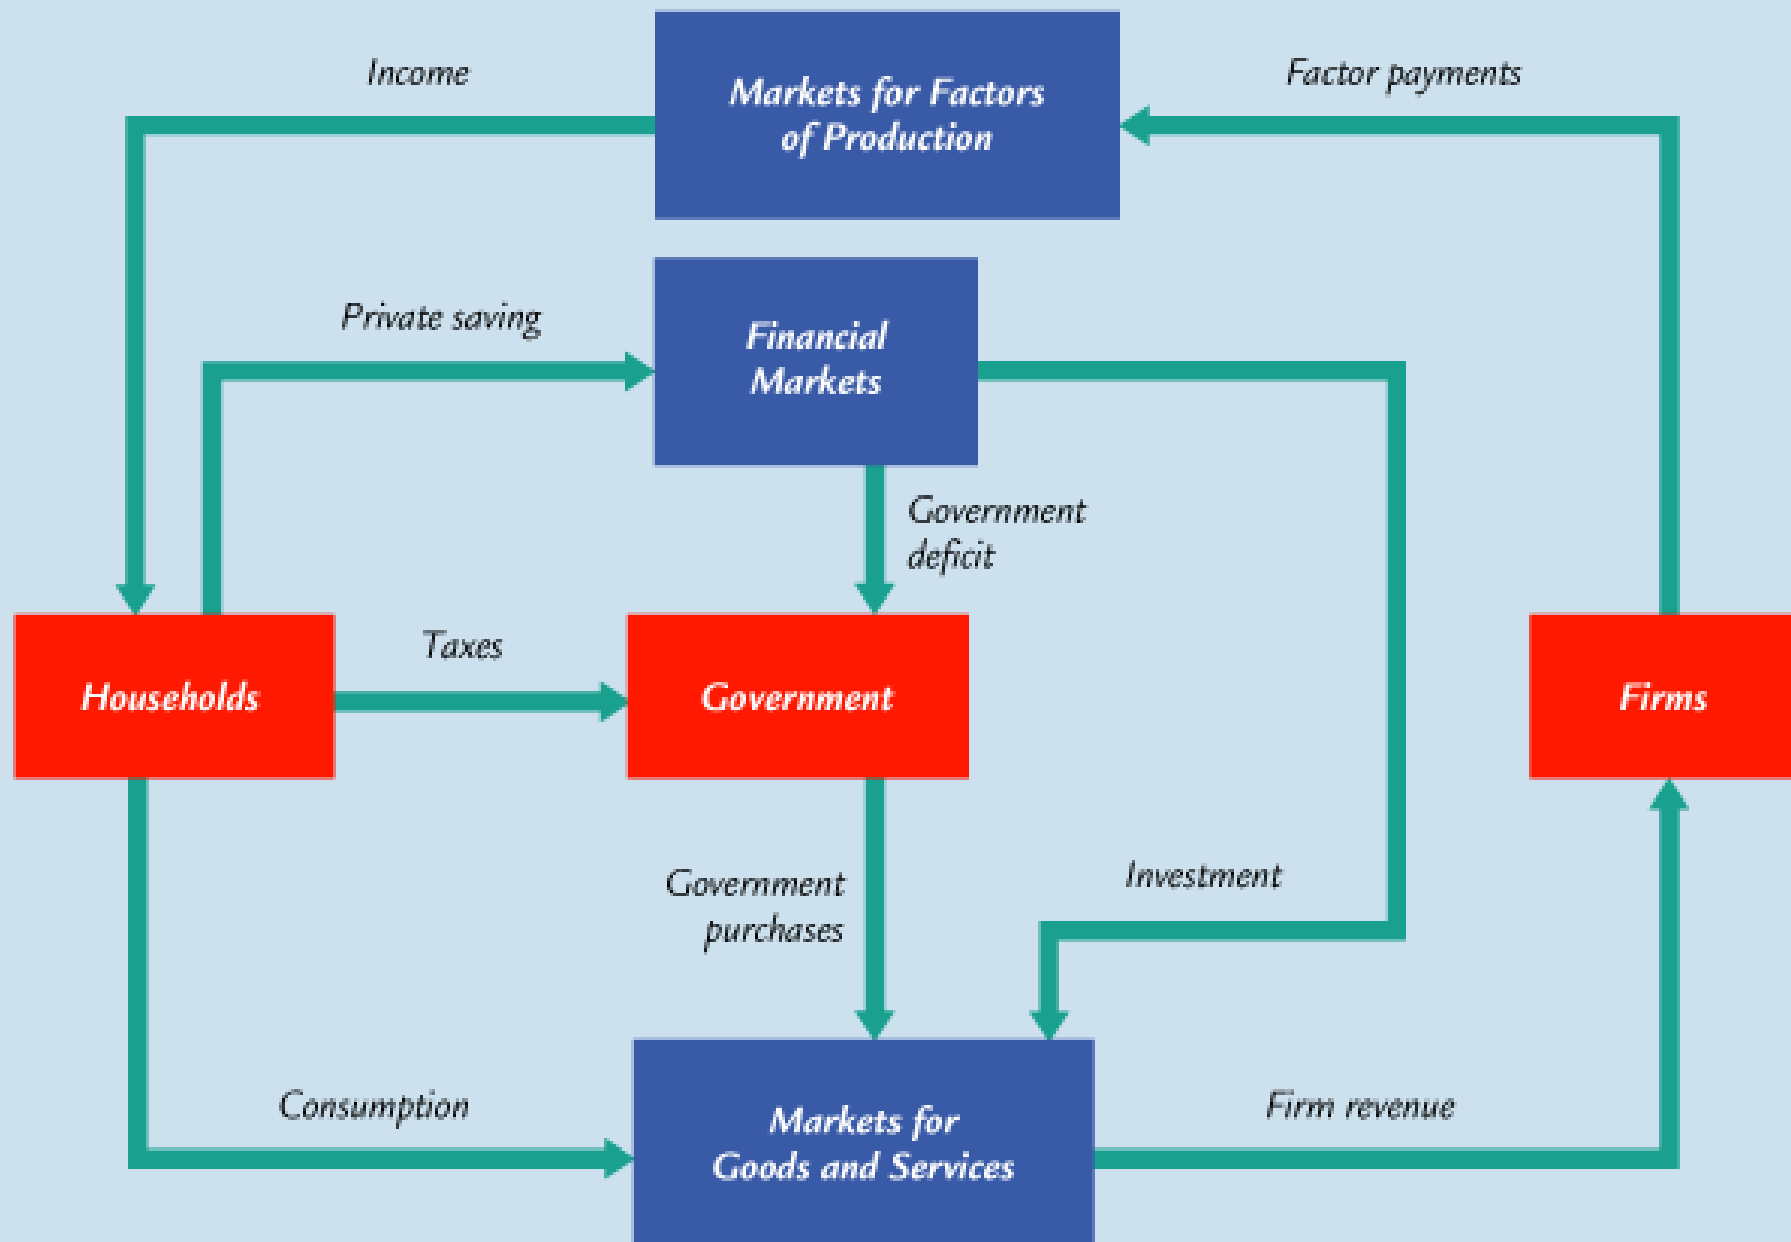 Income
Markets for Factors
of Production
Factor payments
Private saving
Financial
Markets
Government
deficit
Households
Taxes
Government
Firms
Government
purchases
Investment
Consumption
Markets for
Goods and Services
Firm revenue